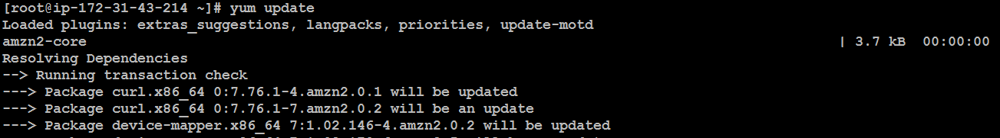 [root@ip-172-31-43-214 ~]# yum update
Loaded plugins: extras_suggestions, langpacks, priorities, update-motd
amzn2-core | 3.7 kB 00:00:00
Resolving Dependencies
--> Running transaction check
---> Package curl.x86_64 0:7.76.1-4.amzn2.0.1 will be updated
---> Package curl.x86_64 0:7.76.1-7.amzn2.0.2 will be an update
---> Package device-mapper.x86_64 7:1.02.146-4.amzn2.0.2 will be updated